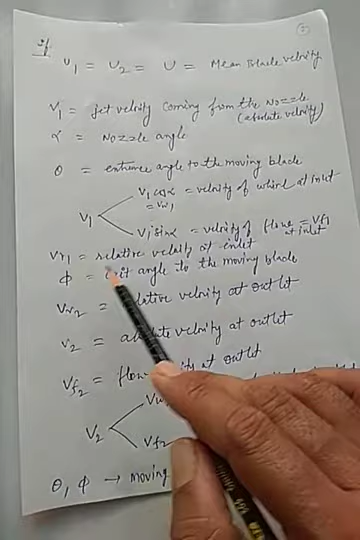 if
U1 = U2 = U = Mean Blade velocity
V1 = Jet velocity coming from the Nozzle
(absolute velocity)
α = Nozzle angle
θ = entrance angle to the moving blade
V1 cosα = velocity of whirl at inlet
= Vw1
V1
V1 sinα = velocity of flow = Vf1
at inlet
Vr1 = relative velocity at inlet
ϕ = exit angle to the moving blade
Vr2 = relative velocity at outlet
V2 = absolute velocity at outlet
Vf2 = flow at outlet
V2
Vf2
θ, ϕ → moving